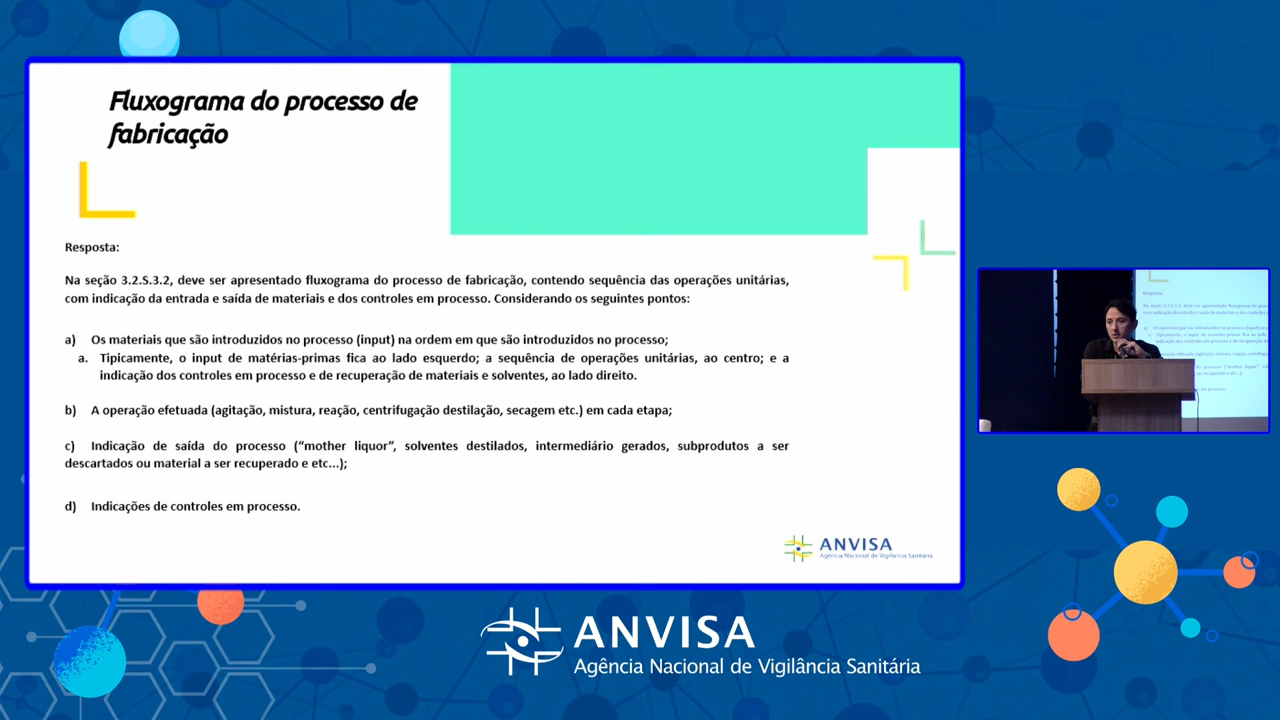 Fluxograma do processo de
fabricação
Resposta:
Na seção 3.2.S.3.2, deve ser apresentado fluxograma do processo de fabricação, contendo sequência das operações unitárias,
com indicação da entrada e saída de materiais e dos controles em processo. Considerando os seguintes pontos:
a) Os materiais que são introduzidos no processo (input) na ordem em que são introduzidos no processo;
a. Tipicamente, o input de matérias-primas fica ao lado esquerdo; a sequência de operações unitárias, ao centro; e a
indicação dos controles em processo e de recuperação de materiais e solventes, ao lado direito.
b) A operação efetuada (agitação, mistura, reação, centrifugação destilação, secagem etc.) em cada etapa;
c) Indicação de saída do processo (“mother liquor”, solventes destilados, intermediário gerados, subprodutos a ser
descartados ou material a ser recuperado e etc...);
d) Indicações de controles em processo.
ANVISA
Agência Nacional de Vigilância Sanitária
ANVISA
Agência Nacional de Vigilância Sanitária